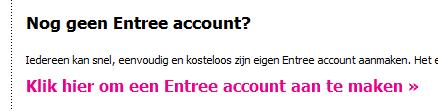 Nog geen Entree account?
Iedereen kan snel, eenvoudig en kosteloos zijn eigen Entree account aanmaken. Het e
Klik hier om een Entree account aan te maken »